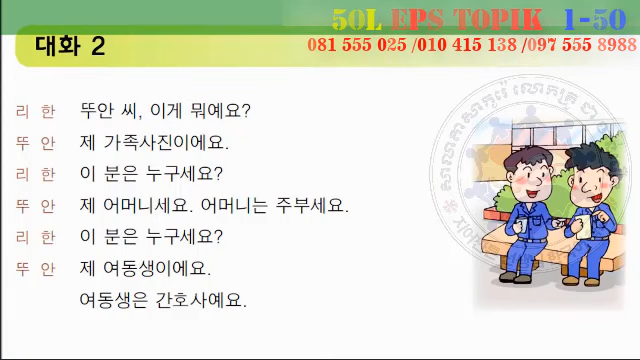 50L EPS TOPIK 1-50
081 555 025 /010 415 138 /097 555 8988
대화 2
리 한 뚜안 씨, 이게 뭐예요?
뚜 안 제 가족사진이에요.
리 한 이 분은 누구세요?
뚜 안 제 어머니세요. 어머니는 주부세요.
리 한 이 분은 누구세요?
뚜 안 제 여동생이에요.
여동생은 간호사예요.